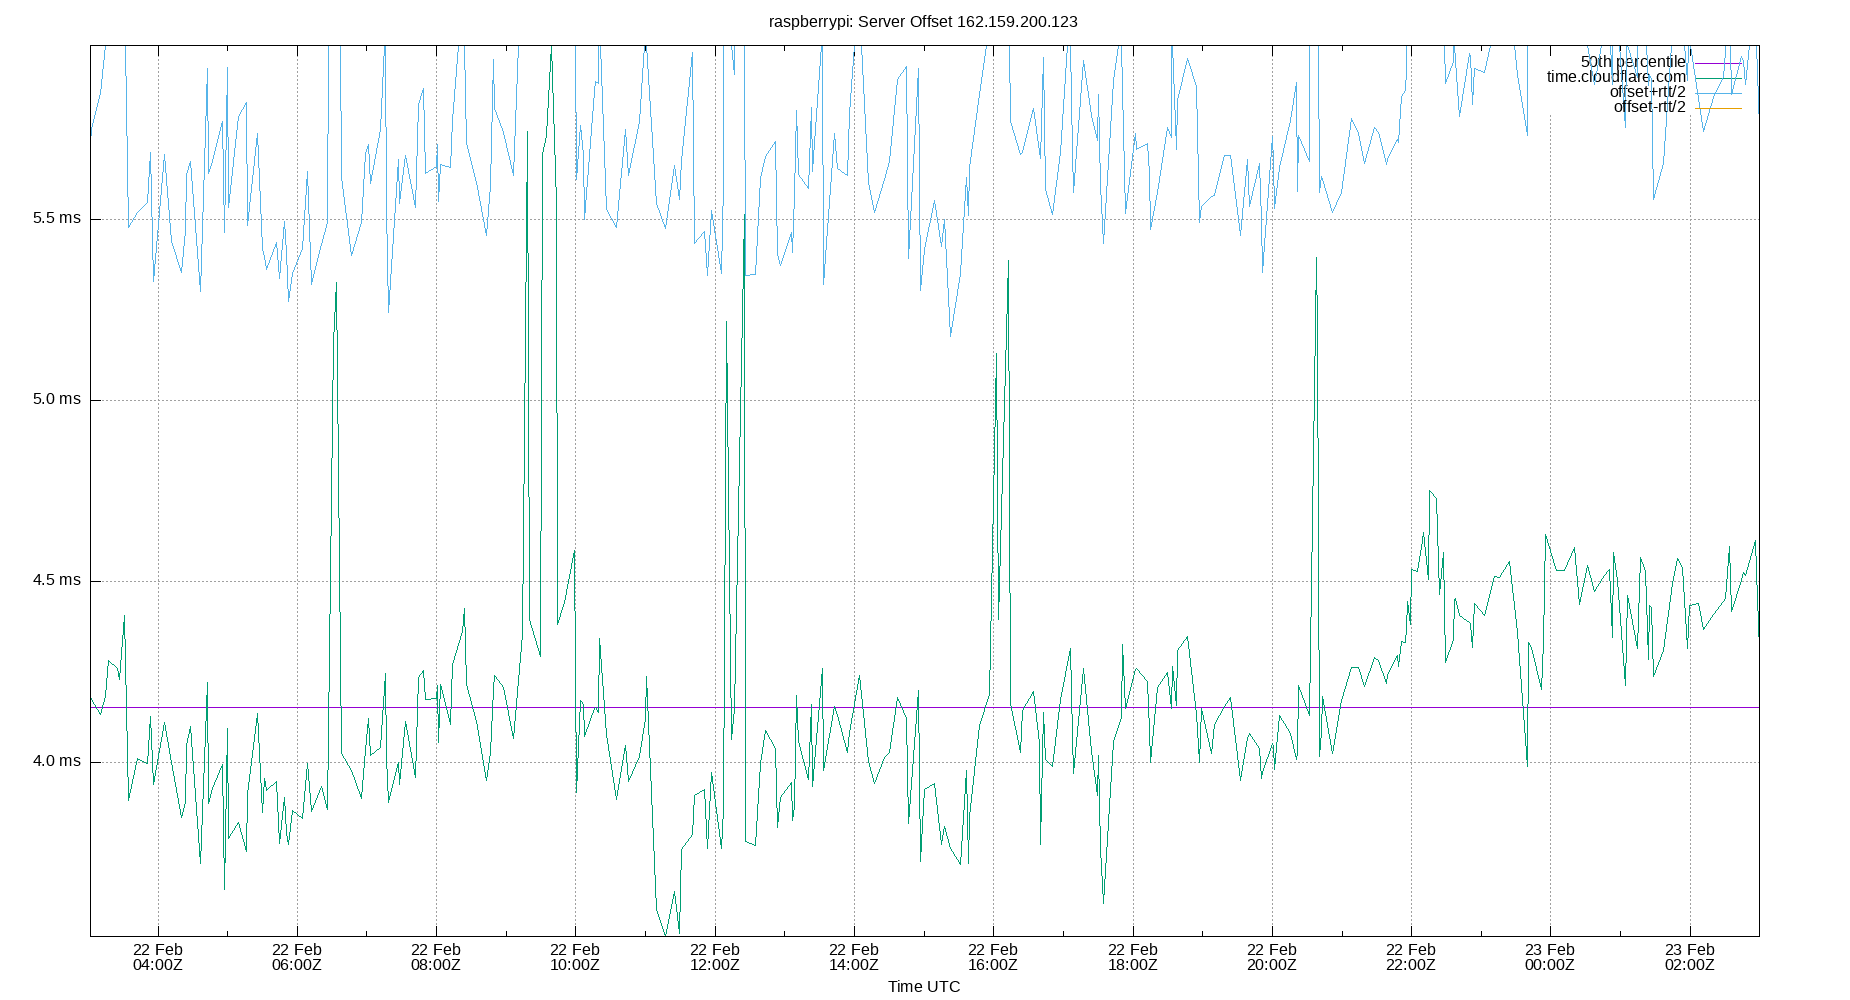 raspberrypi: Server Offset 162.159.200.123
50th percentile
time.cloudflare.com
offset+rtt/2
offset-rtt/2
5.5 ms
5.0 ms
4.5 ms
4.0 ms
22 Feb 22 Feb 22 Feb 22 Feb 22 Feb 22 Feb 22 Feb 22 Feb 22 Feb 22 Feb 23 Feb 23 Feb
04:00Z 06:00Z 08:00Z 10:00Z 12:00Z 14:00Z 16:00Z 18:00Z 20:00Z 22:00Z 00:00Z 02:00Z
Time UTC